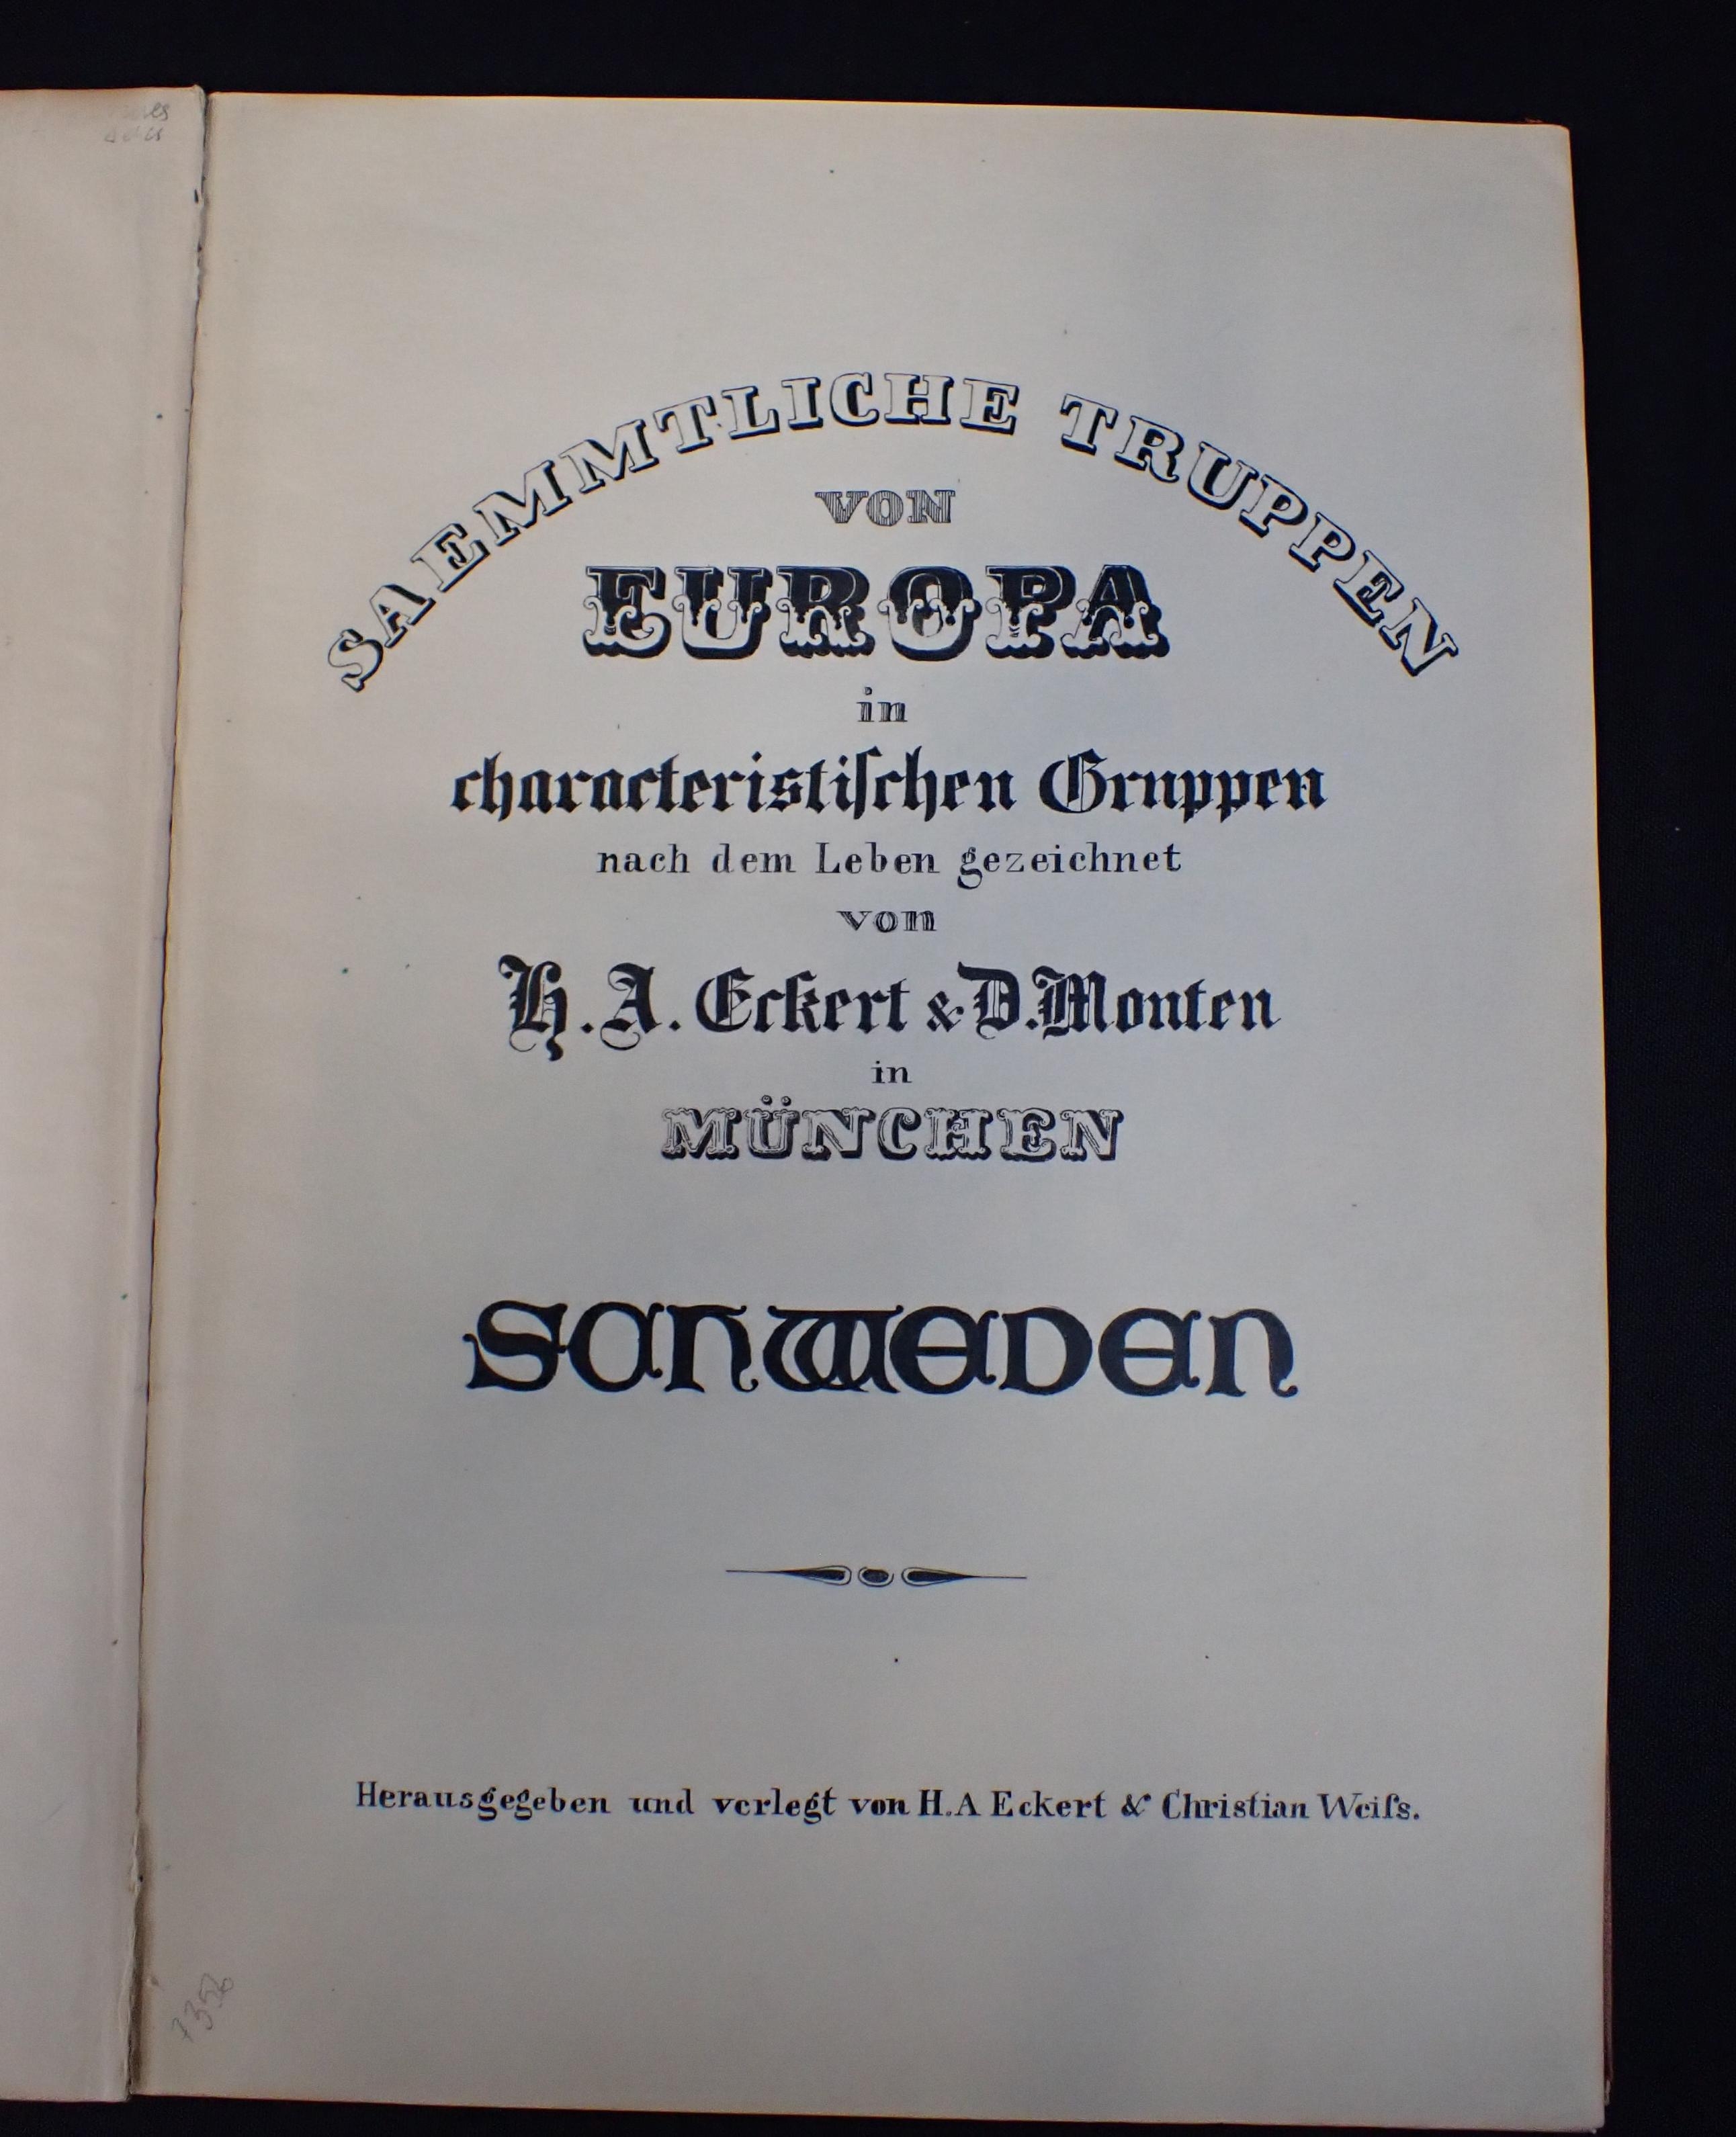 SAEMMTLICHE TRUPPEN
VON
EUROPA
in
characteristiſchen Gruppen
nach dem Leben gezeichnet
von
H. A. Eckert & D. Monten
in
MÜNCHEN
SCHWEDEN
Herausgegeben und verlegt von H.A Eckert & Christian Weiſs.